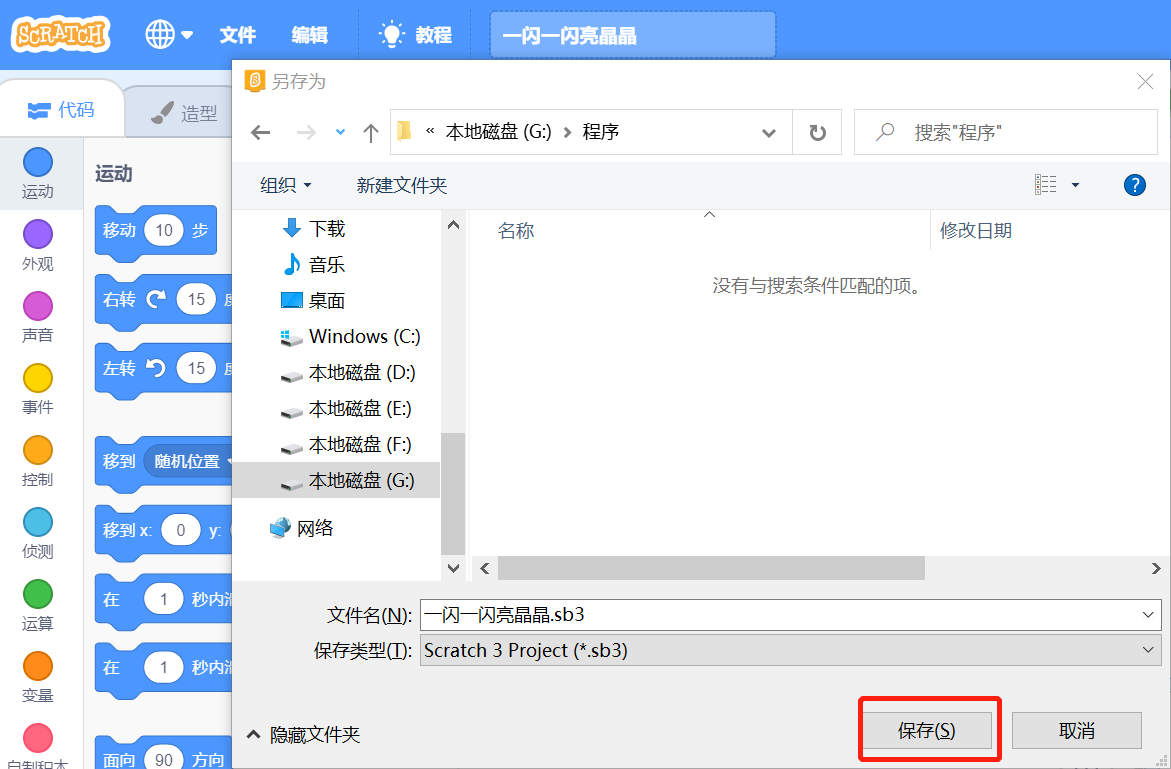 SCRATCH 文件 编辑 教程 一闪一闪亮晶晶
代码 造型
运动
外观
声音
事件
控制
侦测
运算
变量
自制积木
运动
移动 10 步
右转 15 度
左转 15 度
移到 随机位置
移到 x: 0 y:
在 1 秒内滑
在 1 秒内滑
面向 90 方向
另存为
« 本地磁盘 (G:) › 程序
搜索"程序"
组织 新建文件夹 ?
下载
音乐
桌面
Windows (C:)
本地磁盘 (D:)
本地磁盘 (E:)
本地磁盘 (F:)
本地磁盘 (G:)
网络
名称 修改日期
没有与搜索条件匹配的项。
文件名(N): 一闪一闪亮晶晶.sb3
保存类型(T): Scratch 3 Project (*.sb3)
隐藏文件夹 保存(S) 取消